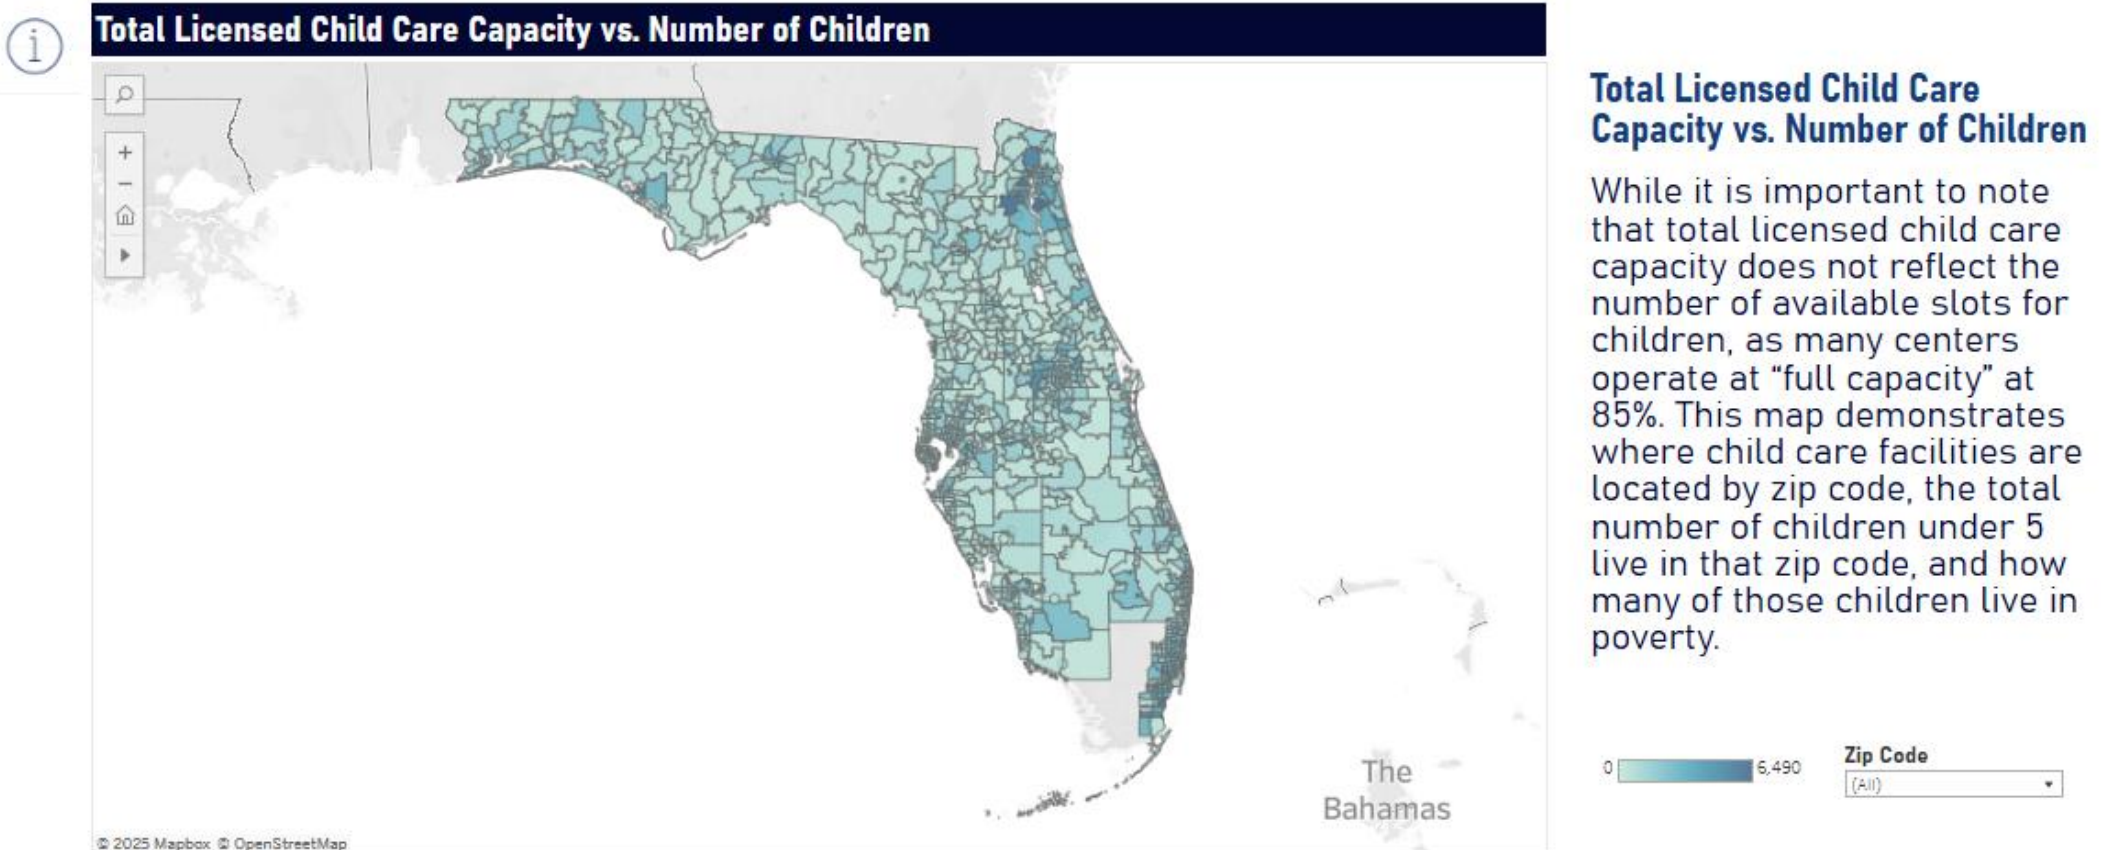 i
Total Licensed Child Care Capacity vs. Number of Children
+
−
The
Bahamas
© 2025 Mapbox © OpenStreetMap
Total Licensed Child Care
Capacity vs. Number of Children
While it is important to note
that total licensed child care
capacity does not reflect the
number of available slots for
children, as many centers
operate at “full capacity” at
85%. This map demonstrates
where child care facilities are
located by zip code, the total
number of children under 5
live in that zip code, and how
many of those children live in
poverty.
0 6,490
Zip Code
(All)